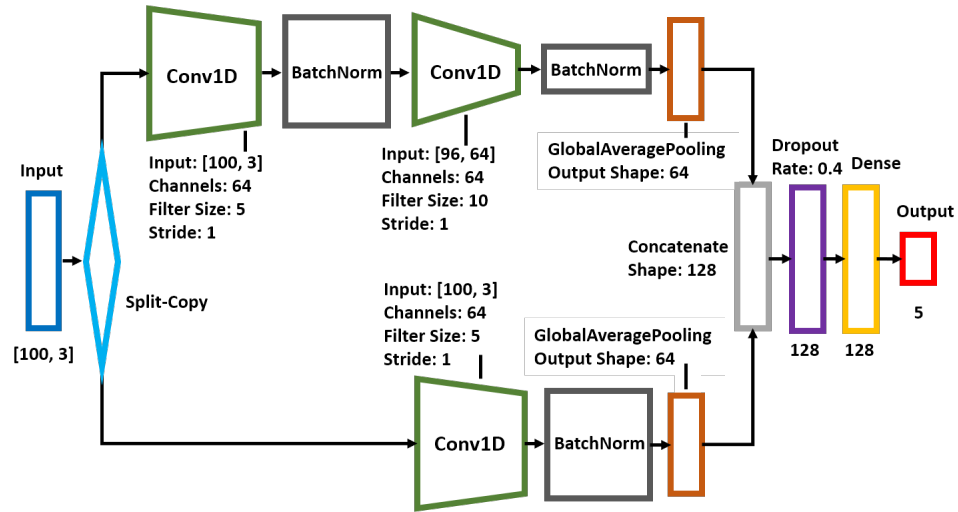 Conv1D
BatchNorm
Conv1D
BatchNorm
Input: [100, 3]
Channels: 64
Filter Size: 5
Stride: 1
Input: [96, 64]
Channels: 64
Filter Size: 10
Stride: 1
GlobalAveragePooling
Output Shape: 64
Dropout
Rate: 0.4
Dense
Input
Output
Concatenate
Shape: 128
Split-Copy
[100, 3]
Input: [100, 3]
Channels: 64
Filter Size: 5
Stride: 1
GlobalAveragePooling
Output Shape: 64
5
128
128
Conv1D
BatchNorm